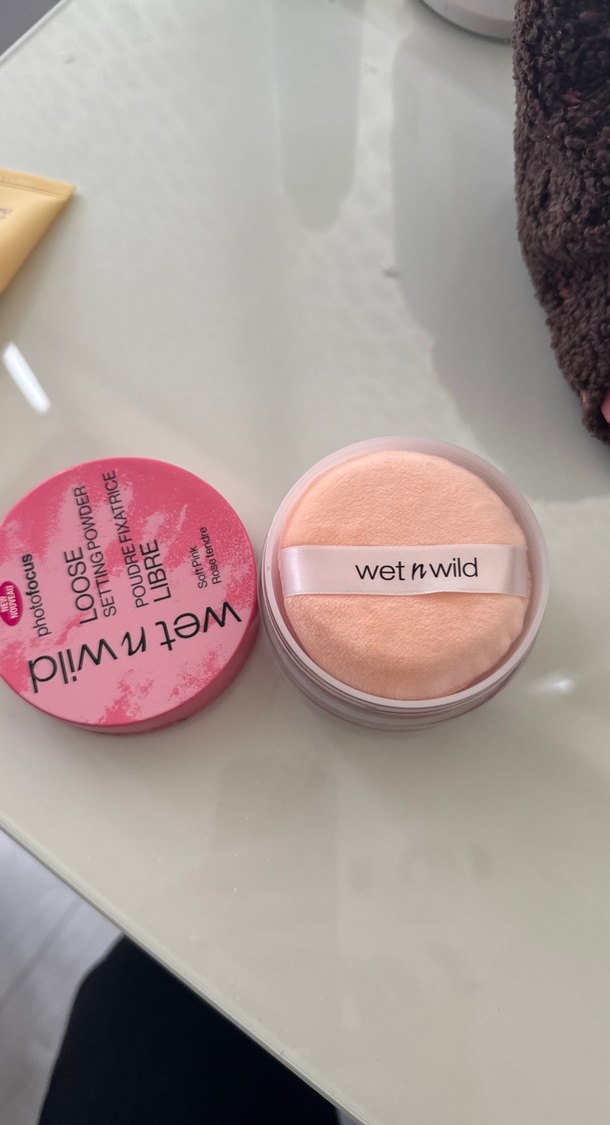 NEW
NOUVEAU
photofocus
LOOSE
SETTING POWDER
POUDRE FIXATRICE
LIBRE
Soft Pink
Rose tendre
wet n wild
wet n wild